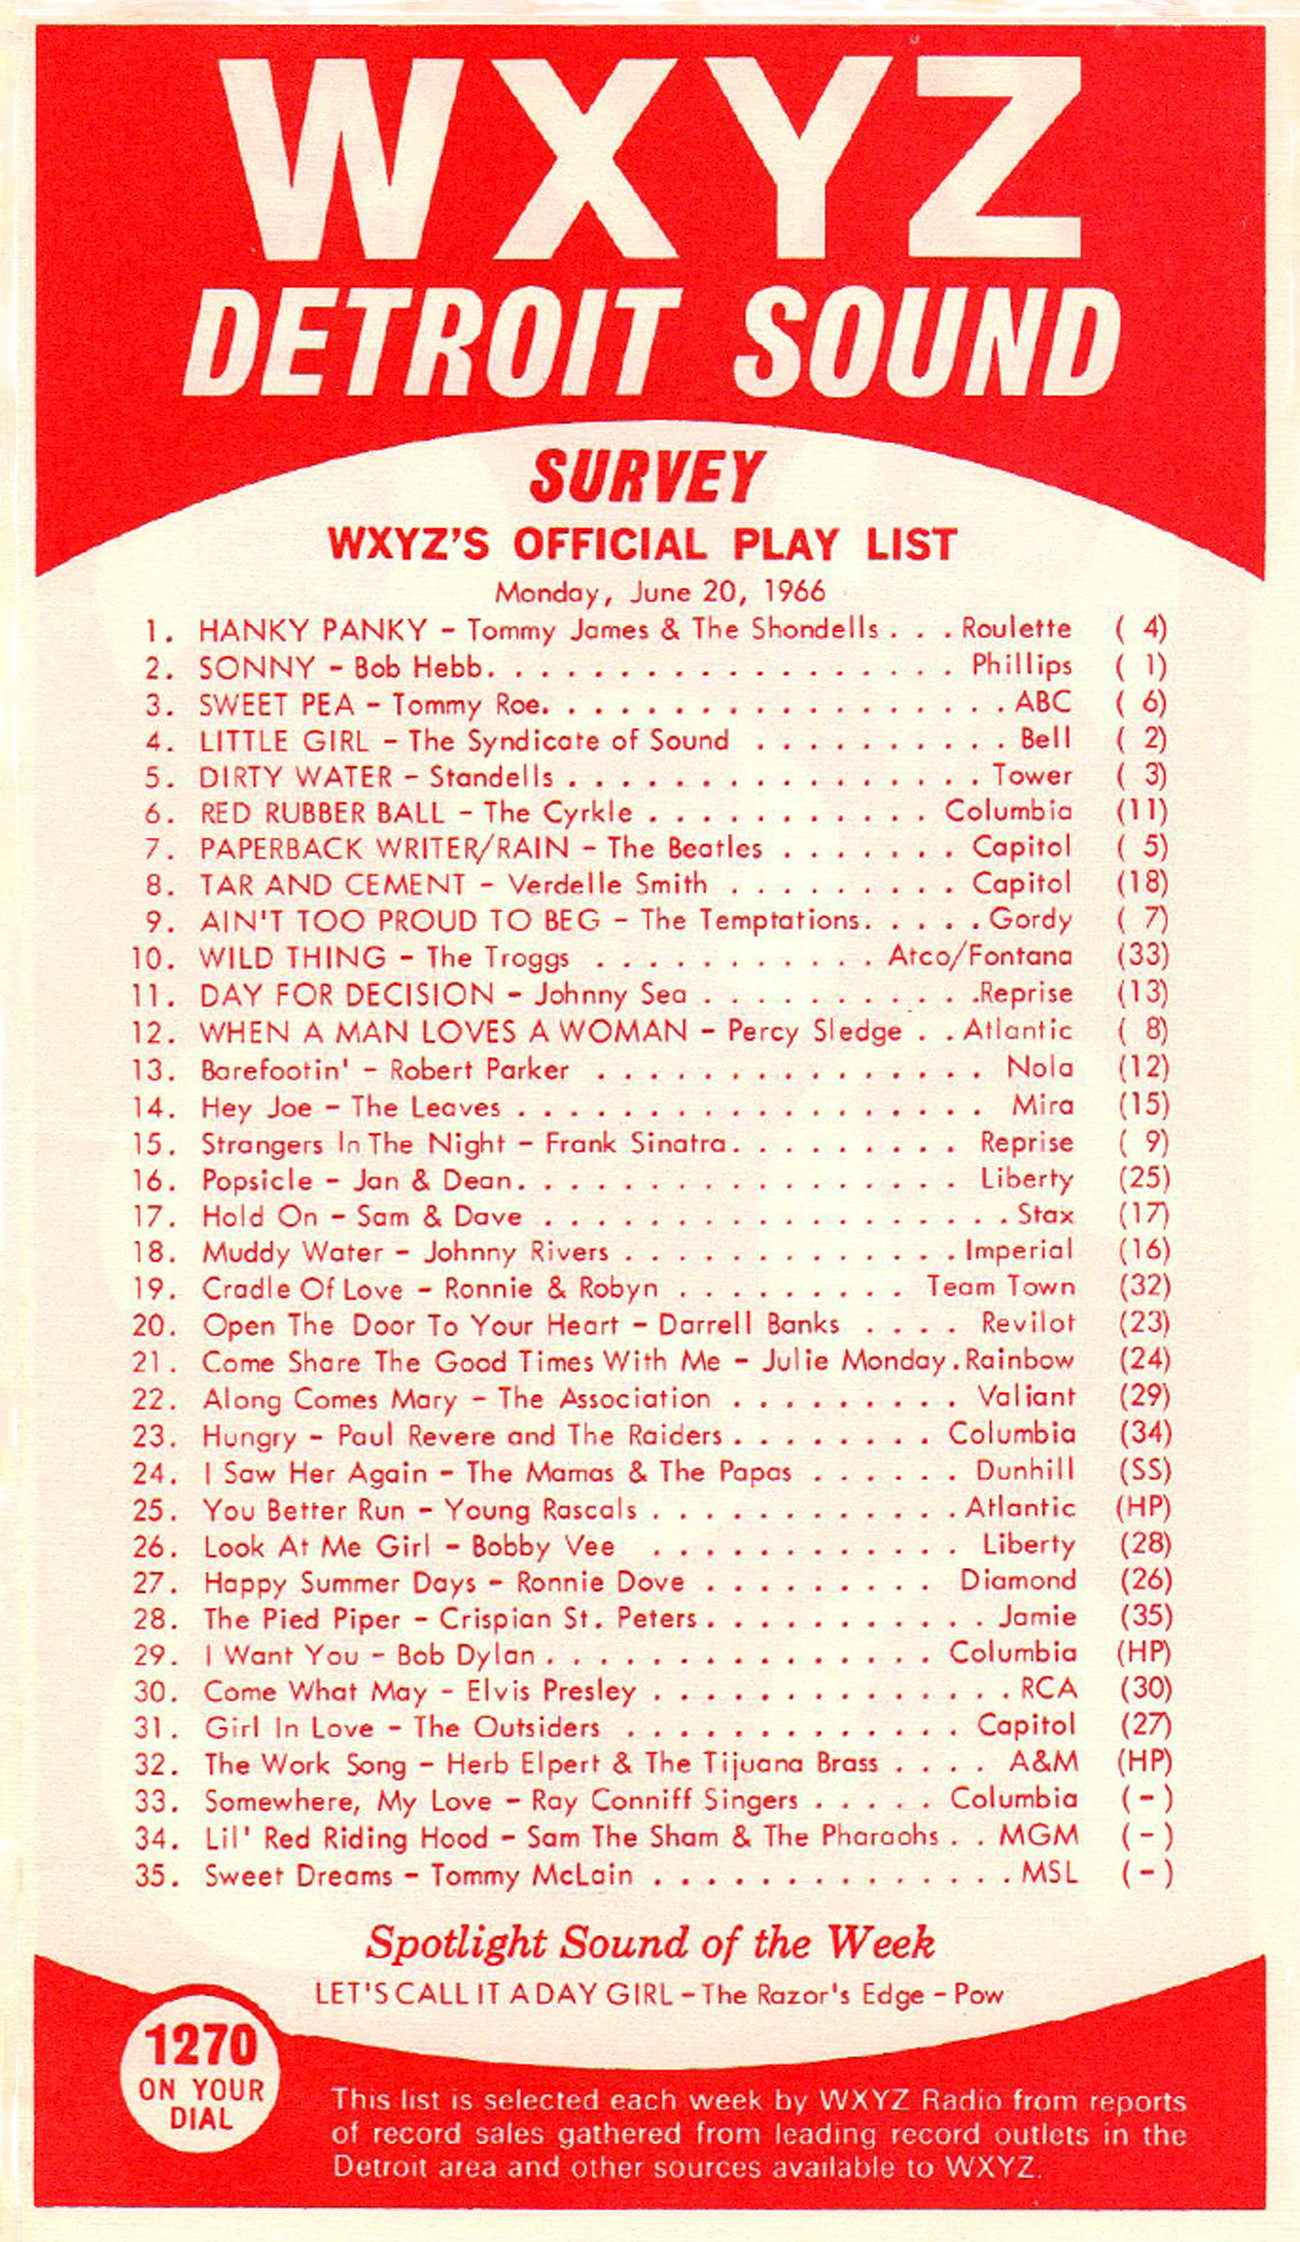 WXYZ
DETROIT SOUND
SURVEY
WXYZ'S OFFICIAL PLAY LIST
Monday, June 20, 1966
1. HANKY PANKY - Tommy James & The Shondells . . . Roulette ( 4)
2. SONNY - Bob Hebb. . . . . . . . . . . . . . . . . . Phillips ( 1)
3. SWEET PEA - Tommy Roe. . . . . . . . . . . . . . . . . . ABC ( 6)
4. LITTLE GIRL - The Syndicate of Sound . . . . . . . . . . Bell ( 2)
5. DIRTY WATER - Standells . . . . . . . . . . . . . . . . Tower ( 3)
6. RED RUBBER BALL - The Cyrkle . . . . . . . . . . . Columbia (11)
7. PAPERBACK WRITER/RAIN - The Beatles . . . . . . . Capitol ( 5)
8. TAR AND CEMENT - Verdelle Smith . . . . . . . . . Capitol (18)
9. AIN'T TOO PROUD TO BEG - The Temptations. . . . . Gordy ( 7)
10. WILD THING - The Troggs . . . . . . . . . . . Atco/Fontana (33)
11. DAY FOR DECISION - Johnny Sea . . . . . . . . . . .Reprise (13)
12. WHEN A MAN LOVES A WOMAN - Percy Sledge . . Atlantic ( 8)
13. Barefootin' - Robert Parker . . . . . . . . . . . . . . . Nola (12)
14. Hey Joe - The Leaves . . . . . . . . . . . . . . . . . . Mira (15)
15. Strangers In The Night - Frank Sinatra. . . . . . . . . Reprise ( 9)
16. Popsicle - Jan & Dean. . . . . . . . . . . . . . . . . Liberty (25)
17. Hold On - Sam & Dave . . . . . . . . . . . . . . . . . . Stax (17)
18. Muddy Water - Johnny Rivers . . . . . . . . . . . . . Imperial (16)
19. Cradle Of Love - Ronnie & Robyn . . . . . . . . . Team Town (32)
20. Open The Door To Your Heart - Darrell Banks . . . . Revilot (23)
21. Come Share The Good Times With Me - Julie Monday.Rainbow (24)
22. Along Comes Mary - The Association . . . . . . . . . Valiant (29)
23. Hungry - Paul Revere and The Raiders . . . . . . . . Columbia (34)
24. I Saw Her Again - The Mamas & The Papas . . . . . . Dunhill (SS)
25. You Better Run - Young Rascals . . . . . . . . . . . . Atlantic (HP)
26. Look At Me Girl - Bobby Vee . . . . . . . . . . . . Liberty (28)
27. Happy Summer Days - Ronnie Dove . . . . . . . . . Diamond (26)
28. The Pied Piper - Crispian St. Peters . . . . . . . . . . . Jamie (35)
29. I Want You - Bob Dylan . . . . . . . . . . . . . . . Columbia (HP)
30. Come What May - Elvis Presley . . . . . . . . . . . . . . RCA (30)
31. Girl In Love - The Outsiders . . . . . . . . . . . . . Capitol (27)
32. The Work Song - Herb Elpert & The Tijuana Brass . . . . A&M (HP)
33. Somewhere, My Love - Ray Conniff Singers . . . . . Columbia ( - )
34. Lil' Red Riding Hood - Sam The Sham & The Pharaohs . . MGM ( - )
35. Sweet Dreams - Tommy McLain . . . . . . . . . . . . . . MSL ( - )
Spotlight Sound of the Week
LET'S CALL IT A DAY GIRL - The Razor's Edge - Pow
1270
ON YOUR
DIAL
This list is selected each week by WXYZ Radio from reports
of record sales gathered from leading record outlets in the
Detroit area and other sources available to WXYZ.